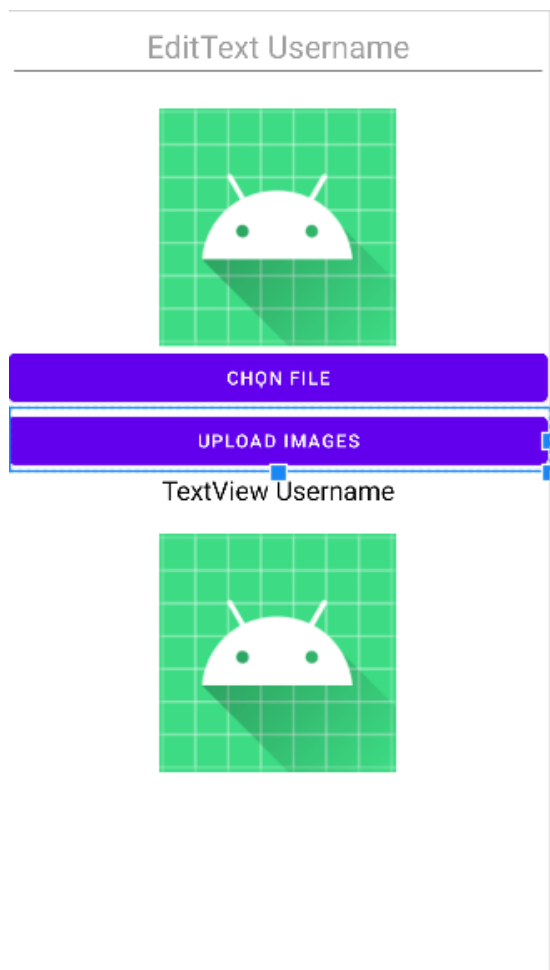 EditText Username
CHỌN FILE
UPLOAD IMAGES
TextView Username